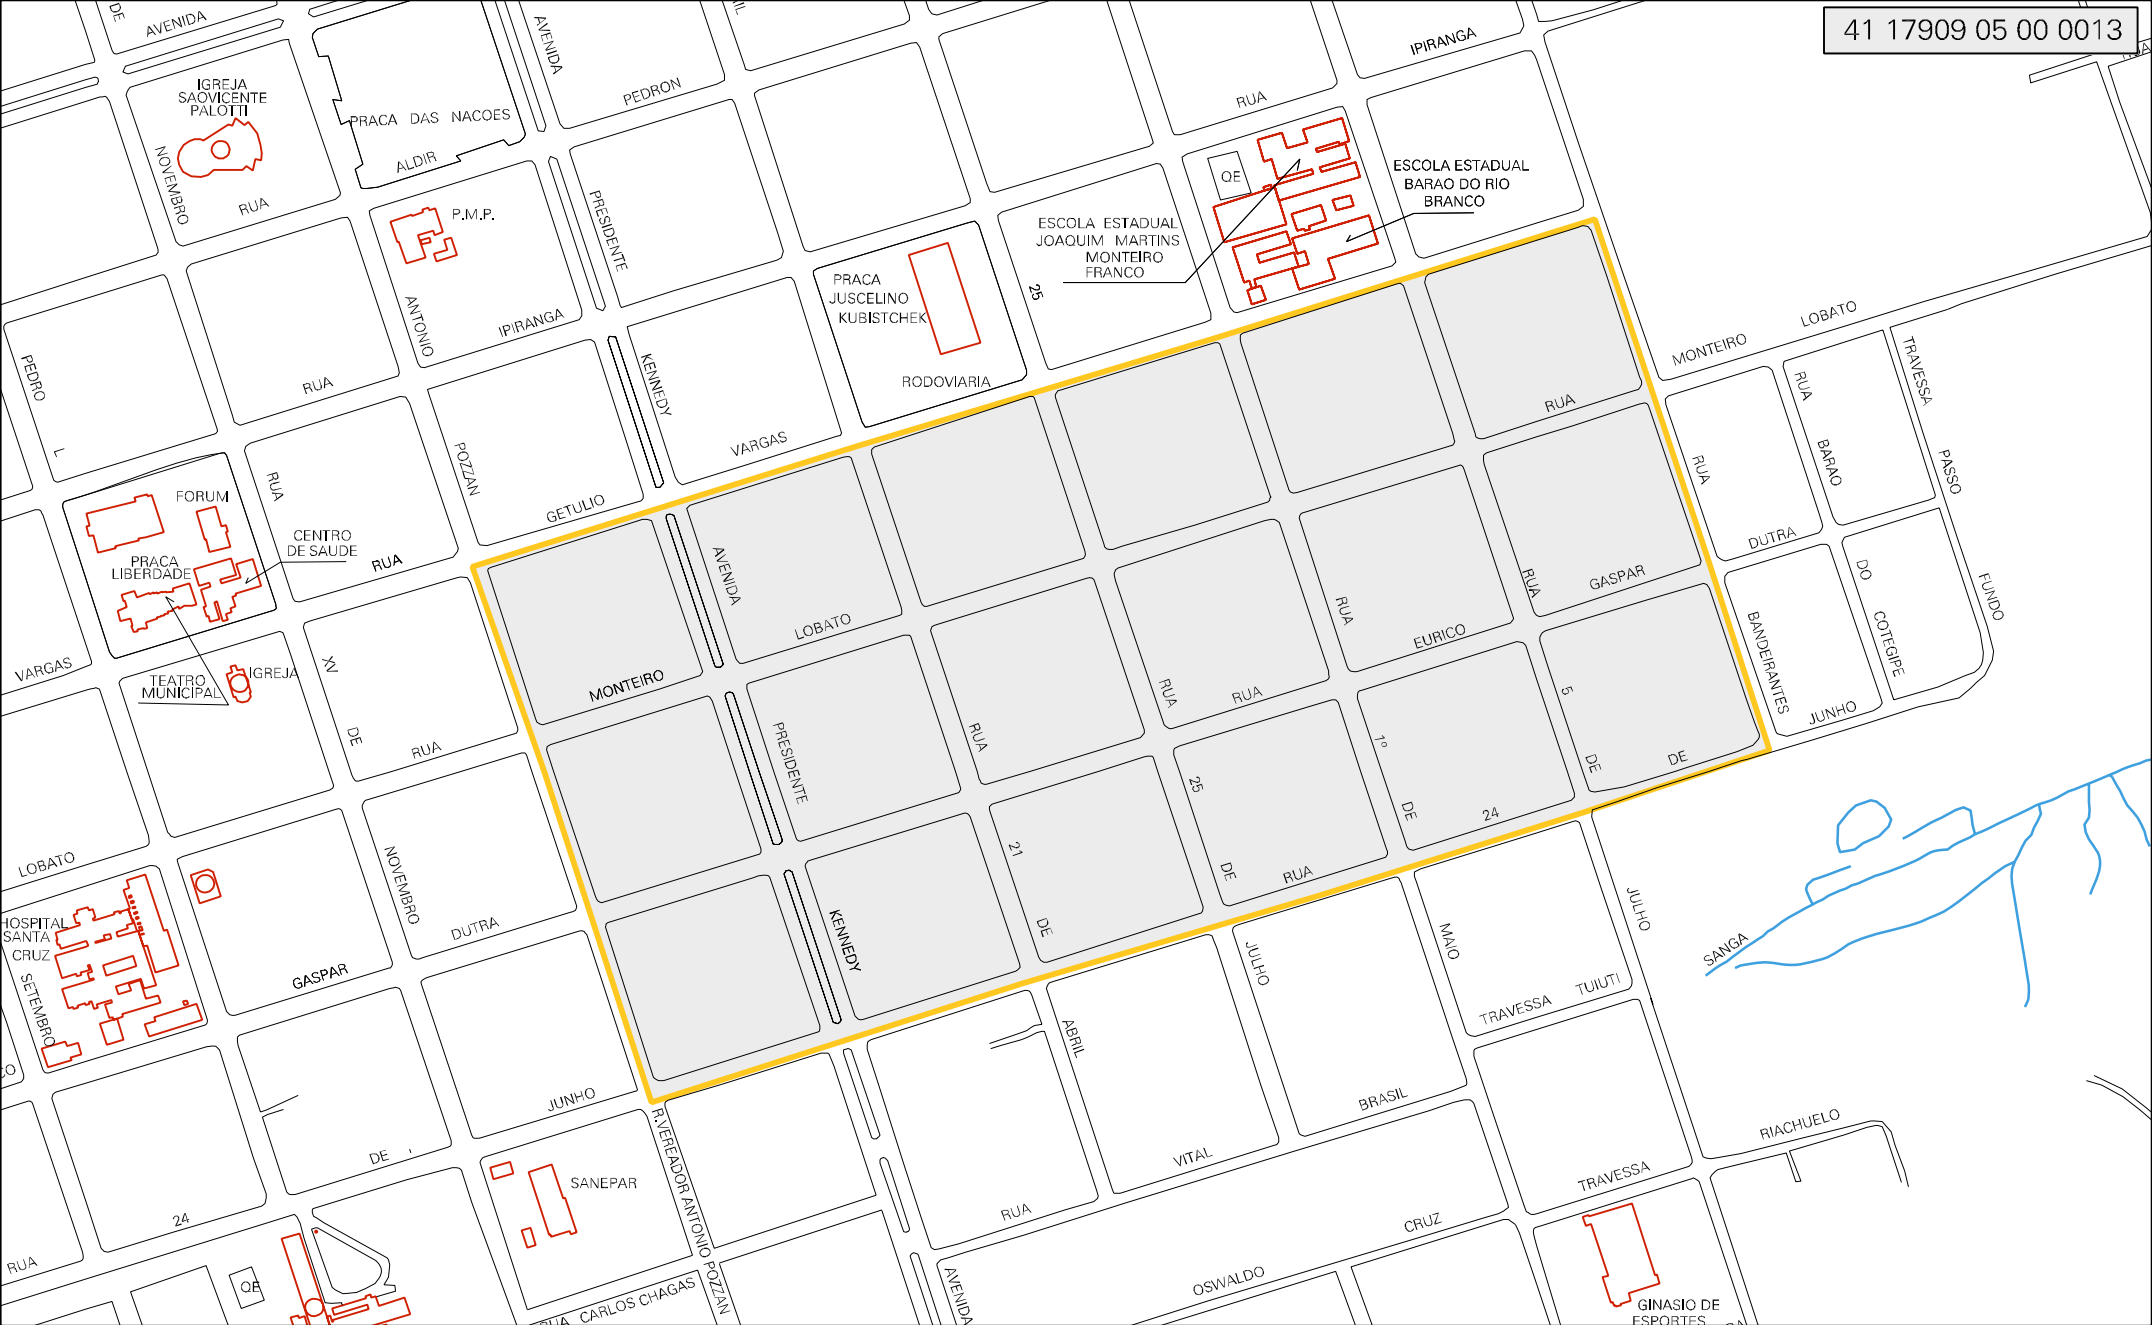 41 17909 05 00 0013
DE
AVENIDA
AVENIDA
IPIRANGA
IGREJA
SAOVICENTE
PALOTTI
PEDRON
RUA
PRACA DAS NACOES
ALDIR
NOVEMBRO
RUA
P.M.P.
PRESIDENTE
QE
ESCOLA ESTADUAL
BARAO DO RIO
BRANCO
ESCOLA ESTADUAL
JOAQUIM MARTINS
MONTEIRO
FRANCO
PRACA
JUSCELINO
KUBISTCHEK
RODOVIARIA
25
ANTONIO
IPIRANGA
KENNEDY
PEDRO
L
RUA
VARGAS
MONTEIRO
LOBATO
TRAVESSA
RUA
BARAO
PASO
RUA
POZZAN
GETULIO
RUA
RUA
FORUM
CENTRO
DE SAUDE
PRACA
LIBERDADE
RUA
AVENIDA
LOBATO
MONTEIRO
RUA
GASPAR
RUA
EURICO
DUTRA
DO
COTEGIPE
FUNDO
BANDEIRANTES
JUNHO
VARGAS
TEATRO
MUNICIPAL
IGREJA
XV
DE
RUA
PRESIDENTE
RUA
RUA
RUA
5
DE
DE
1º
DE
24
25
DE
RUA
21
DE
LOBATO
NOVEMBRO
DUTRA
KENNEDY
HOSPITAL
SANTA
CRUZ
SETEMBRO
GASPAR
JULHO
MAIO
JULHO
SANGA
TRAVESSA TUIUTI
ABRIL
BRASIL
VITAL
RUA
JUNHO
DE
24
RUA
CO
R.VEREADOR ANTONIO POZZAN
SANEPAR
RIACHUELO
TRAVESSA
CRUZ
OSWALDO
AVENIDA
QE
RUA CARLOS CHAGAS
GINASIO DE
ESPORTES